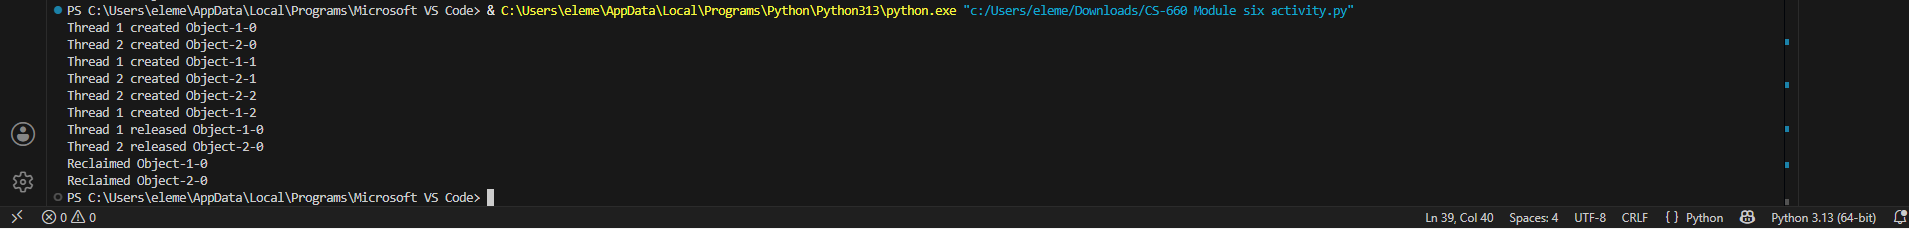 PS C:\Users\eleme\AppData\Local\Programs\Microsoft VS Code> & C:\Users\eleme\AppData\Local\Programs\Python\Python313\python.exe "c:/Users/eleme/Downloads/CS-660 Module six activity.py"
Thread 1 created Object-1-0
Thread 2 created Object-2-0
Thread 1 created Object-1-1
Thread 2 created Object-2-1
Thread 2 created Object-2-2
Thread 1 created Object-1-2
Thread 1 released Object-1-0
Thread 2 released Object-2-0
Reclaimed Object-1-0
Reclaimed Object-2-0
PS C:\Users\eleme\AppData\Local\Programs\Microsoft VS Code>
0 0 Ln 39, Col 40 Spaces: 4 UTF-8 CRLF { } Python Python 3.13 (64-bit)